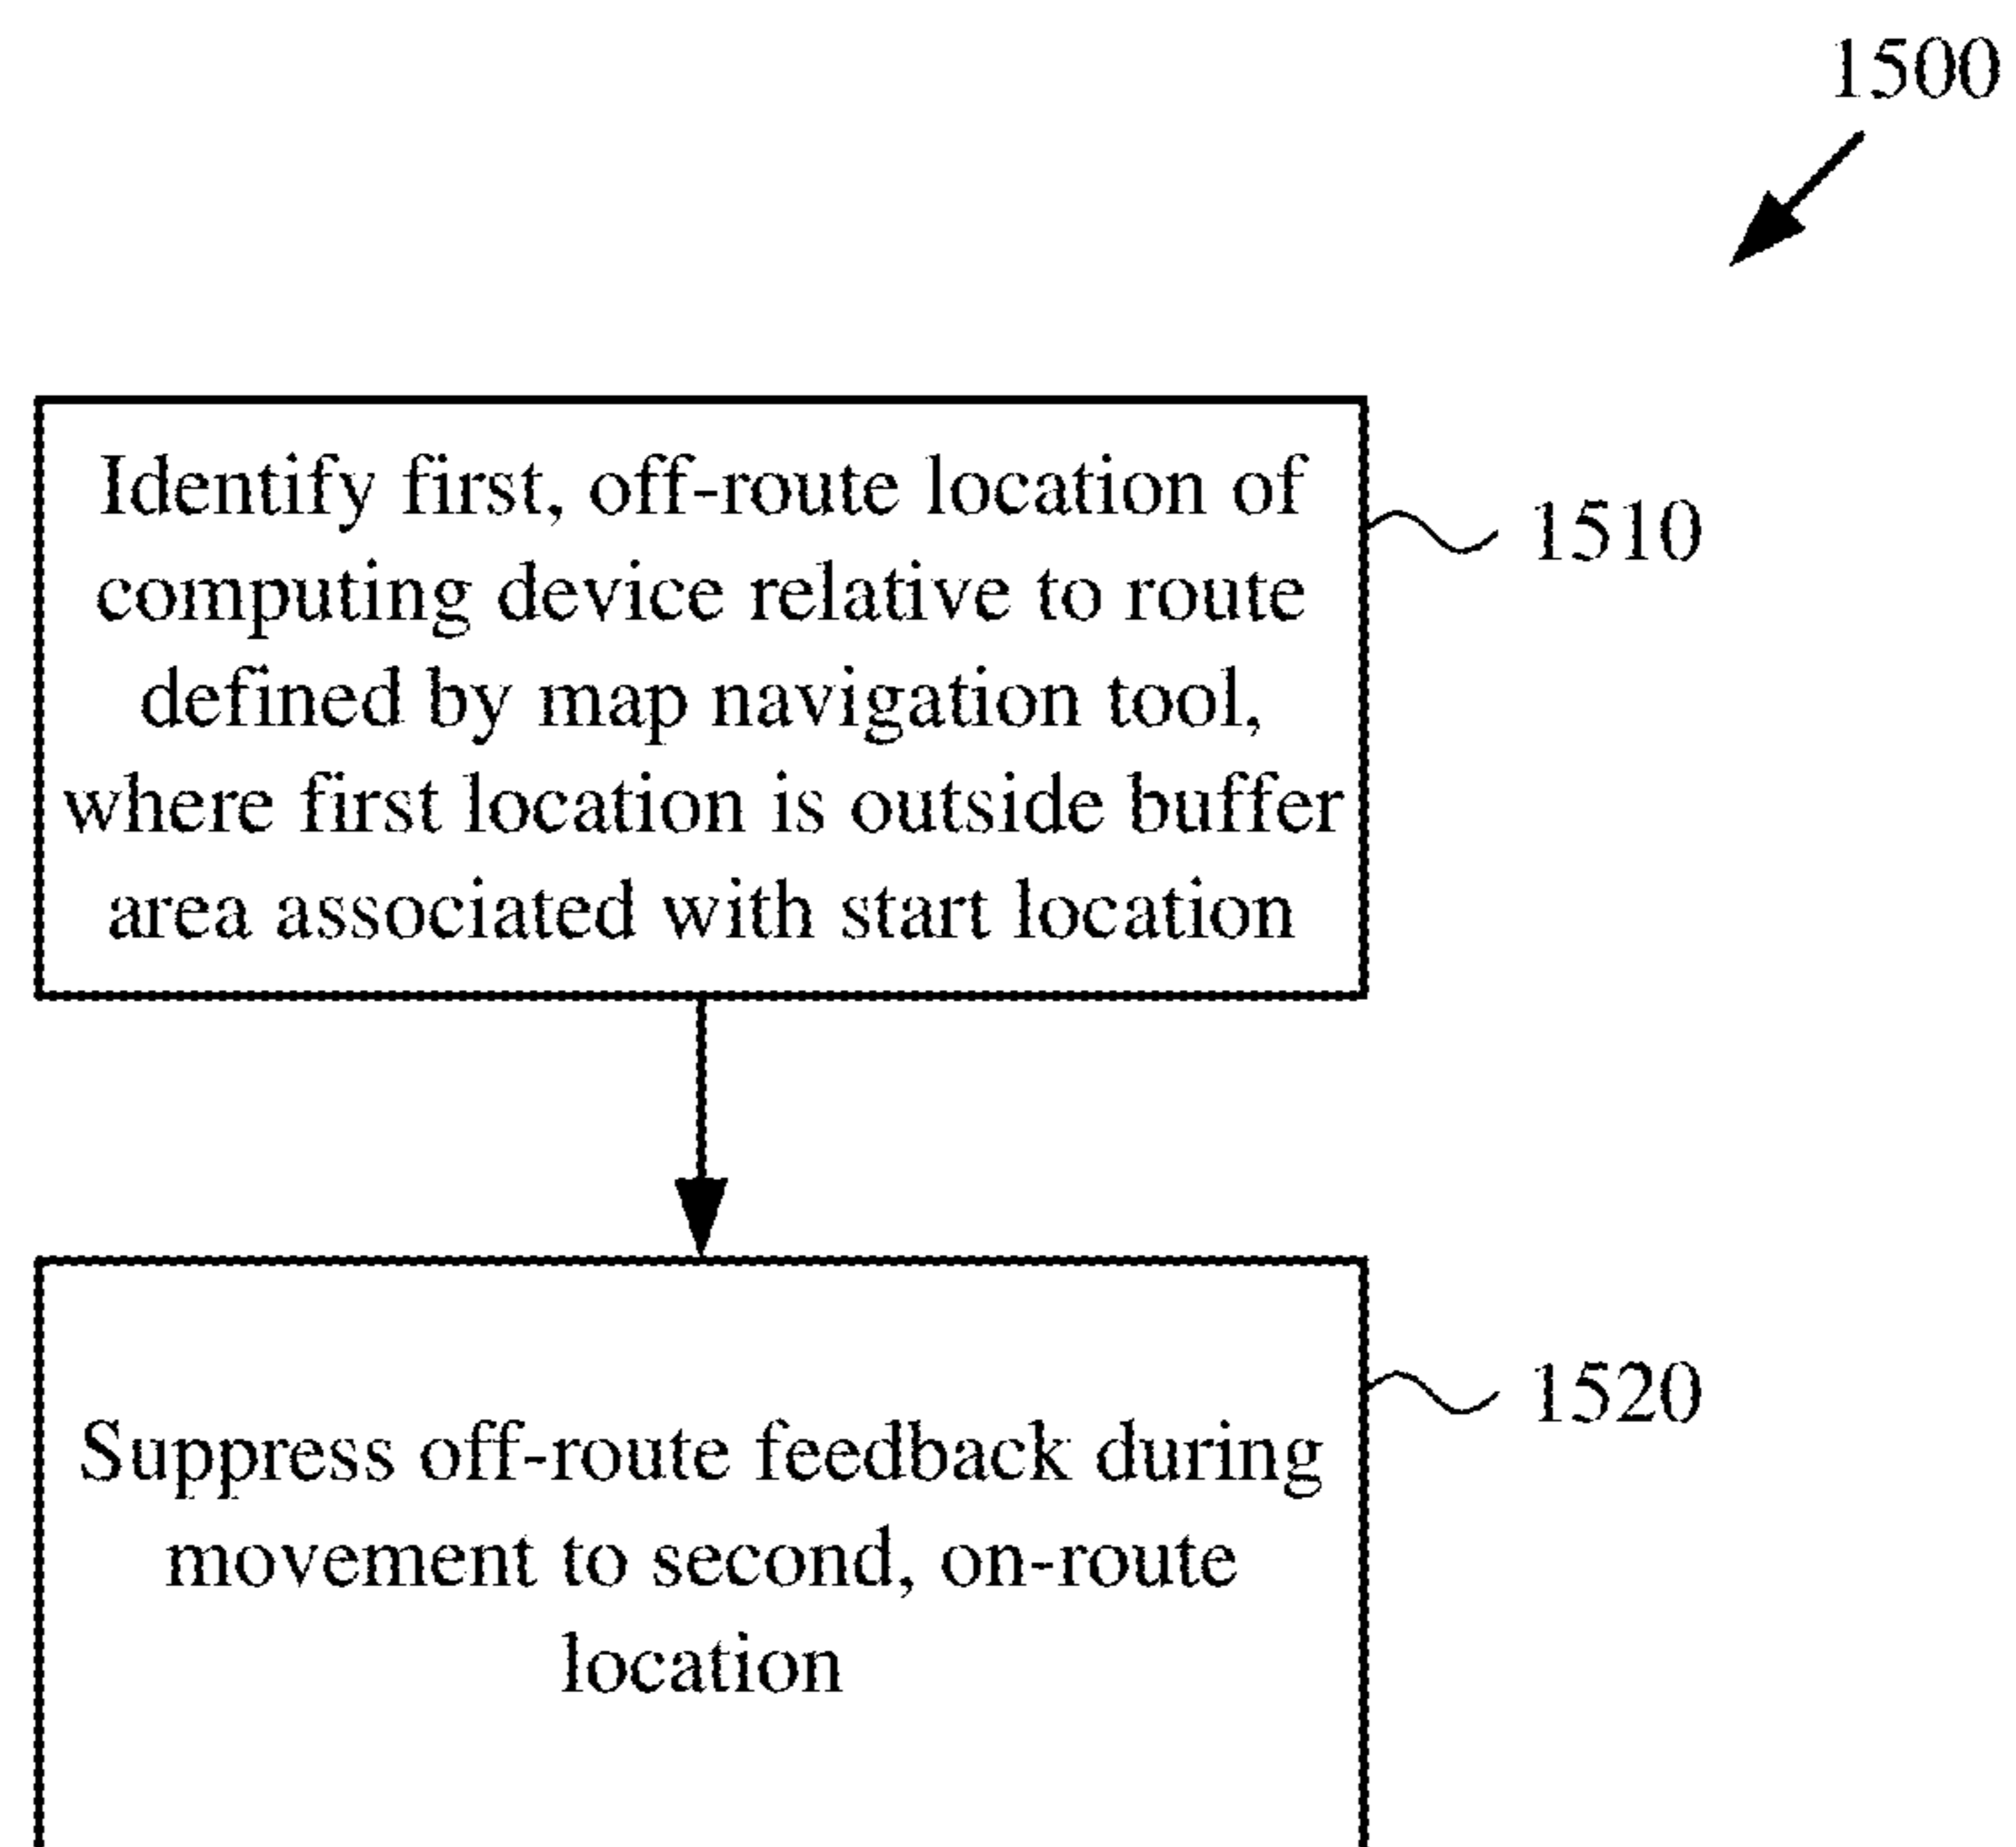 1500
Identify first, off-route location of
computing device relative to route
defined by map navigation tool,
where first location is outside buffer
area associated with start location
1510
Suppress off-route feedback during
movement to second, on-route
location
1520